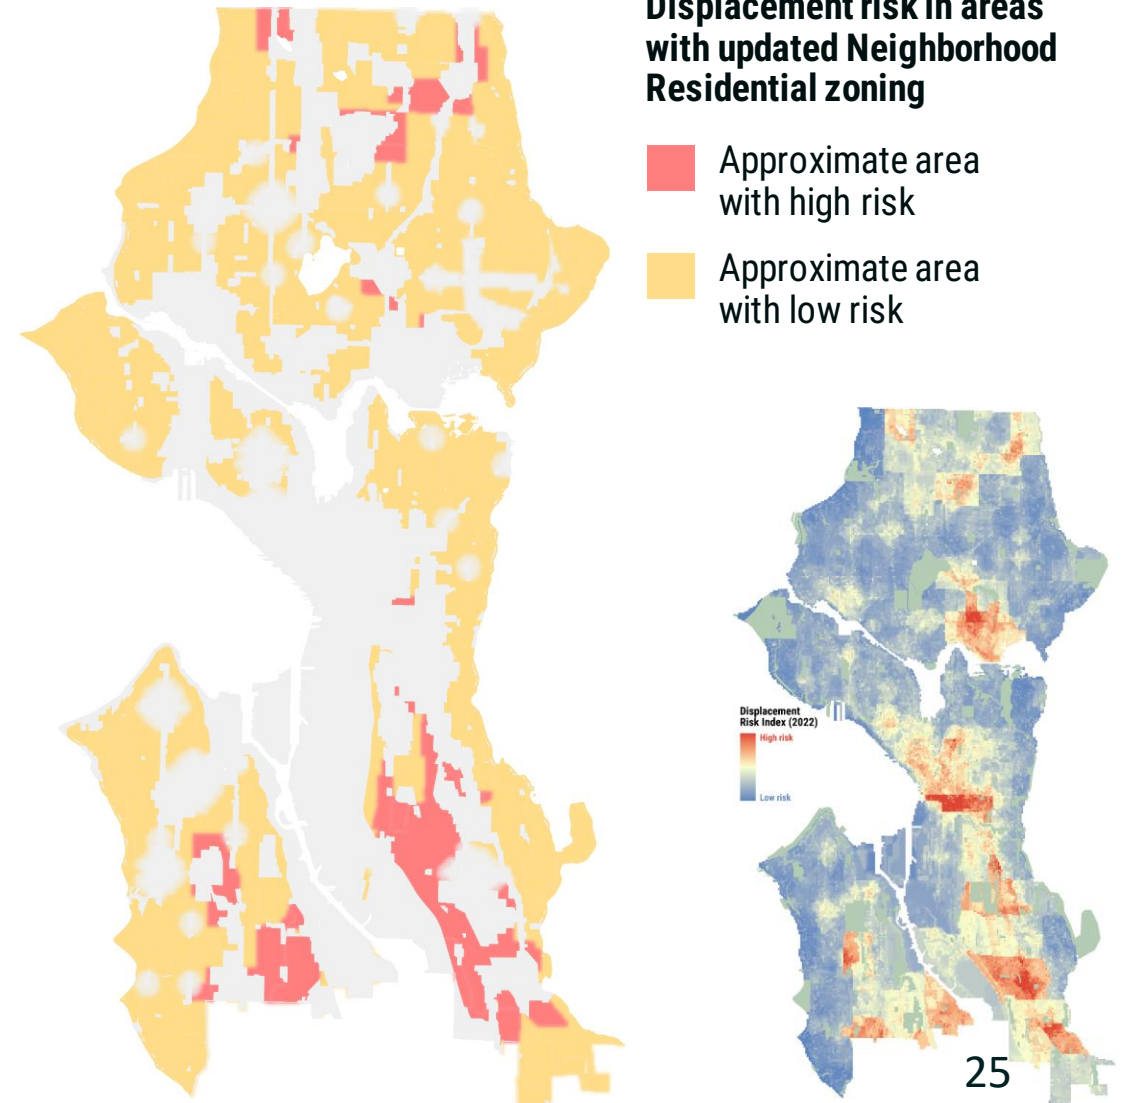 Displacement risk in areas
with updated Neighborhood
Residential zoning
Approximate area
with high risk
Approximate area
with low risk
Displacement
Risk Index (2022)
High risk
Low risk
25